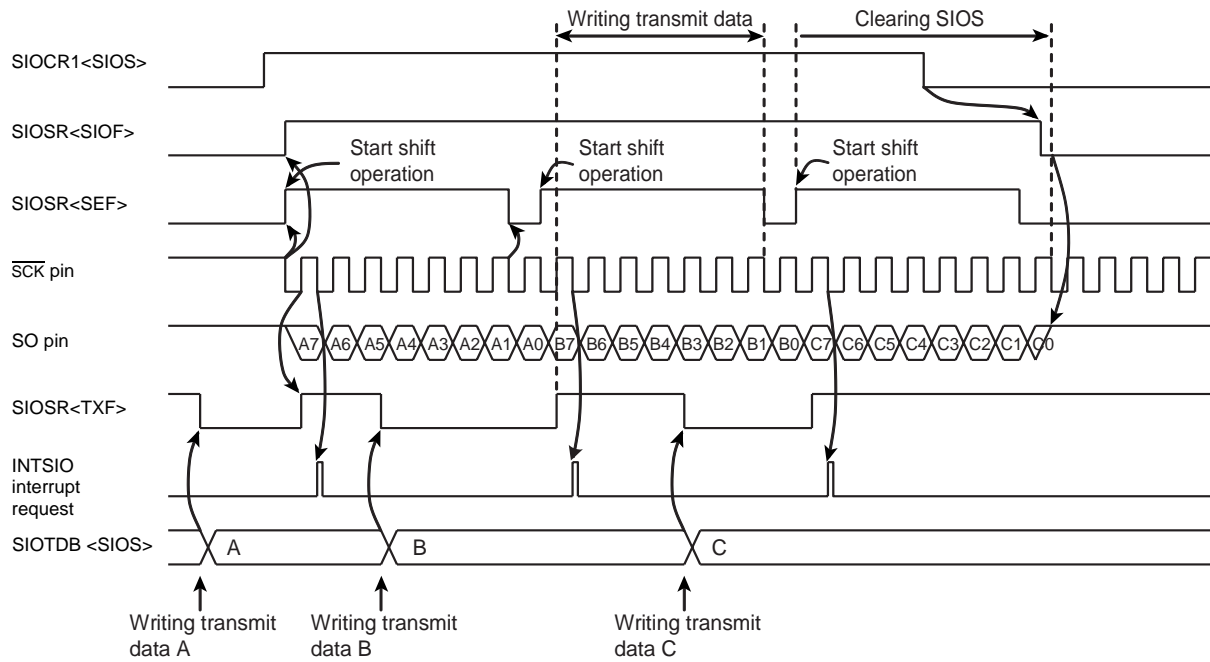 Writing transmit data
Clearing SIOS
SIOCR1<SIOS>
SIOSR<SIOF>
Start shift
operation
Start shift
operation
Start shift
operation
SIOSR<SEF>
SCK pin
SO pin
A7 A6 A5 A4 A3 A2 A1 A0 B7 B6 B5 B4 B3 B2 B1 B0 C7 C6 C5 C4 C3 C2 C1 C0
SIOSR<TXF>
INTSIO
interrupt
request
SIOTDB <SIOS>
A
B
C
Writing transmit
data A
Writing transmit
data B
Writing transmit
data C